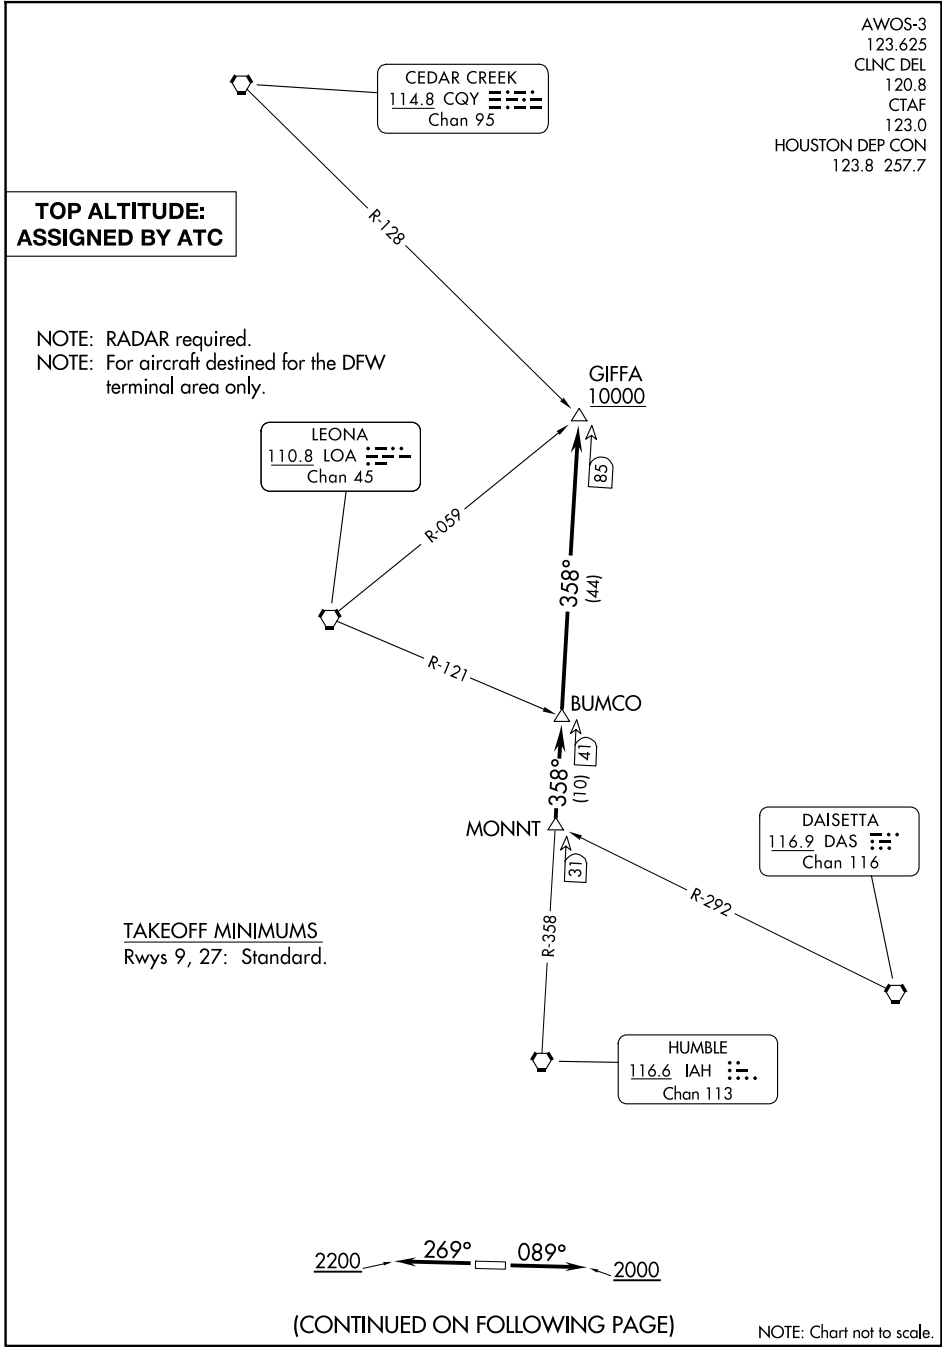 AWOS-3
123.625
CLNC DEL
120.8
CTAF
123.0
HOUSTON DEP CON
123.8 257.7
CEDAR CREEK
114.8 CQY
Chan 95
TOP ALTITUDE:
ASSIGNED BY ATC
R-128
NOTE: RADAR required.
NOTE: For aircraft destined for the DFW
terminal area only.
GIFFA
10000
LEONA
110.8 LOA
Chan 45
85
R-059
358°
(44)
R-121
BUMCO
41
358°
(10)
MONNT
31
DAISETTA
116.9 DAS
Chan 116
R-292
R-358
TAKEOFF MINIMUMS
Rwys 9, 27: Standard.
HUMBLE
116.6 IAH
Chan 113
2200
269°
089°
2000
(CONTINUED ON FOLLOWING PAGE)
NOTE: Chart not to scale.